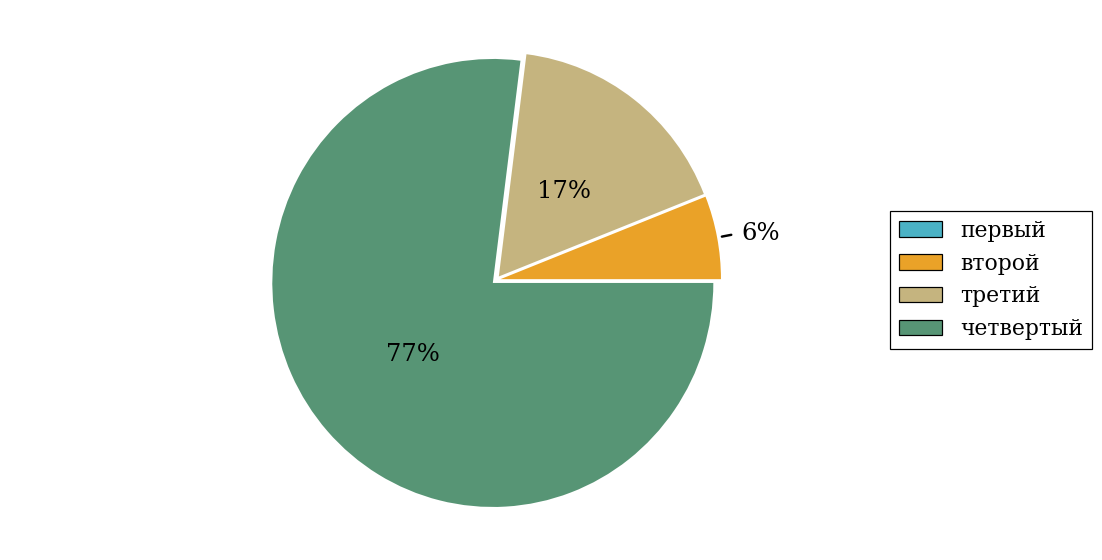 17%
6%
77%
первый
второй
третий
четвертый